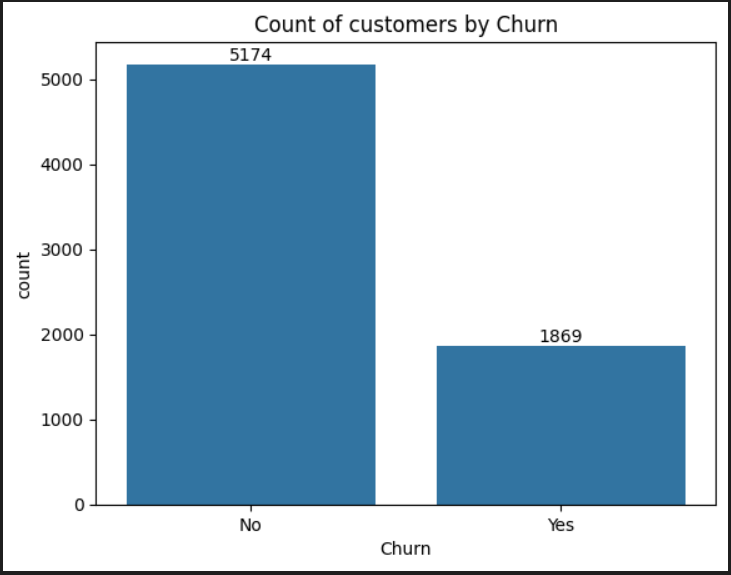 Count of customers by Churn
5174
5000
4000
3000
2000
1869
1000
0
count
No
Yes
Churn